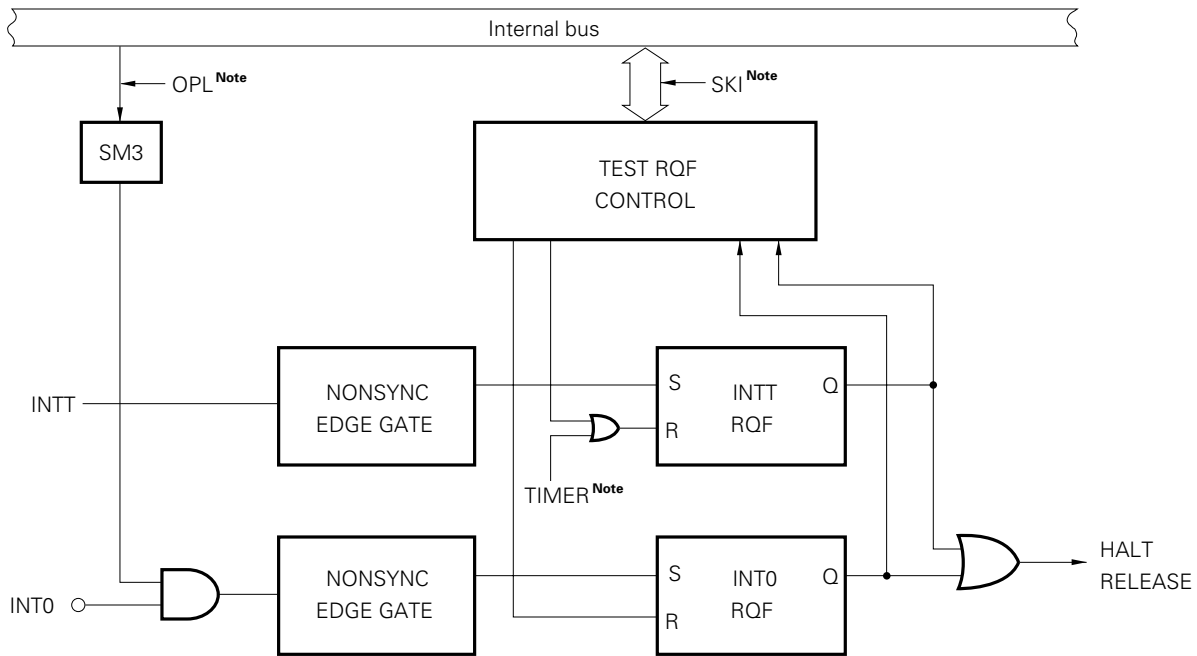 Internal bus
OPL Note
SKI Note
SM3
TEST RQF
CONTROL
NONSYNC
EDGE GATE
S
Q
INTT
RQF
R
INTT
TIMER Note
NONSYNC
EDGE GATE
S
Q
INT0
RQF
R
INT0
HALT
RELEASE